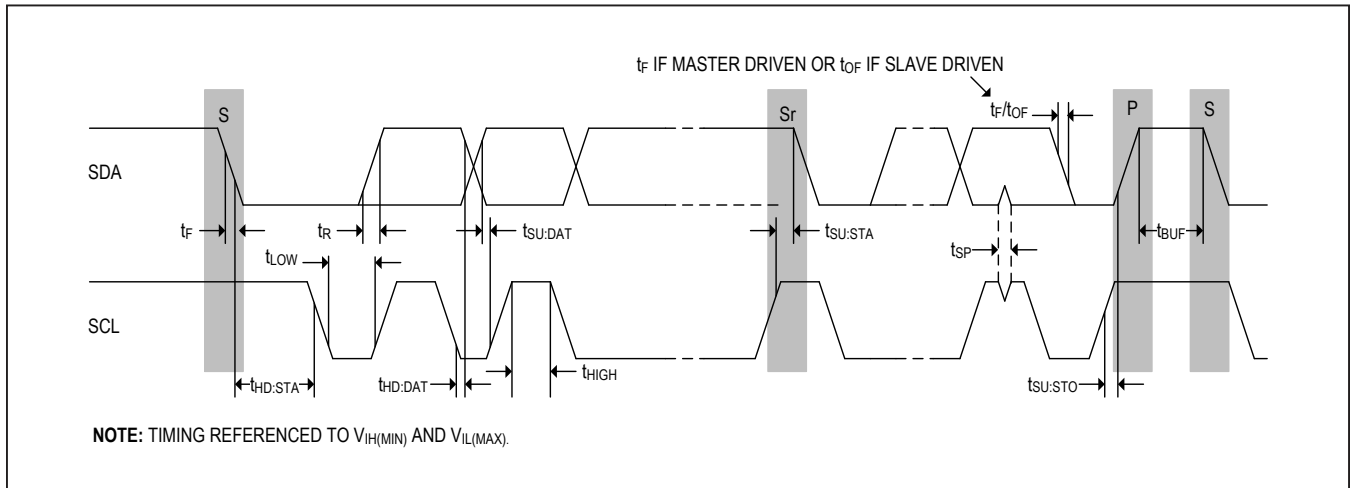 tF IF MASTER DRIVEN OR tOF IF SLAVE DRIVEN
S
Sr
tF/tOF
P
S
SDA
tF
tR
tSU:DAT
tSU:STA
tSP
tBUF
tLOW
SCL
tHD:STA
tHD:DAT
tHIGH
tSU:STO
NOTE: TIMING REFERENCED TO VIH(MIN) AND VIL(MAX).